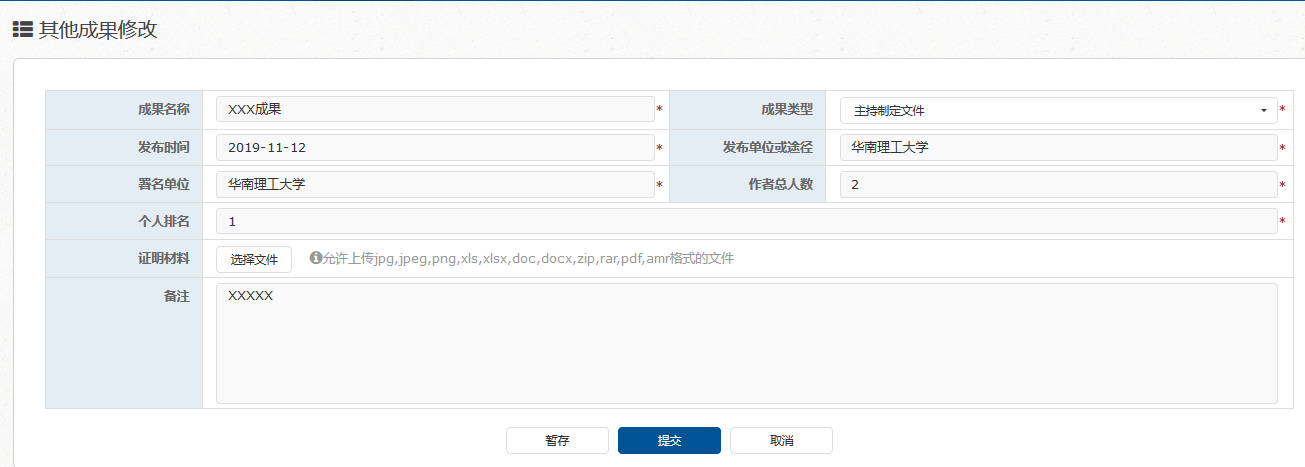 其他成果修改
成果名称 XXX成果 * 成果类型 主持制定文件 *
发布时间 2019-11-12 * 发布单位或途径 华南理工大学 *
署名单位 华南理工大学 * 作者总人数 2 *
个人排名 1 *
证明材料 选择文件 允许上传jpg,jpeg,png,xls,xlsx,doc,docx,zip,rar,pdf,amr格式的文件
备注 XXXXX
暂存 提交 取消